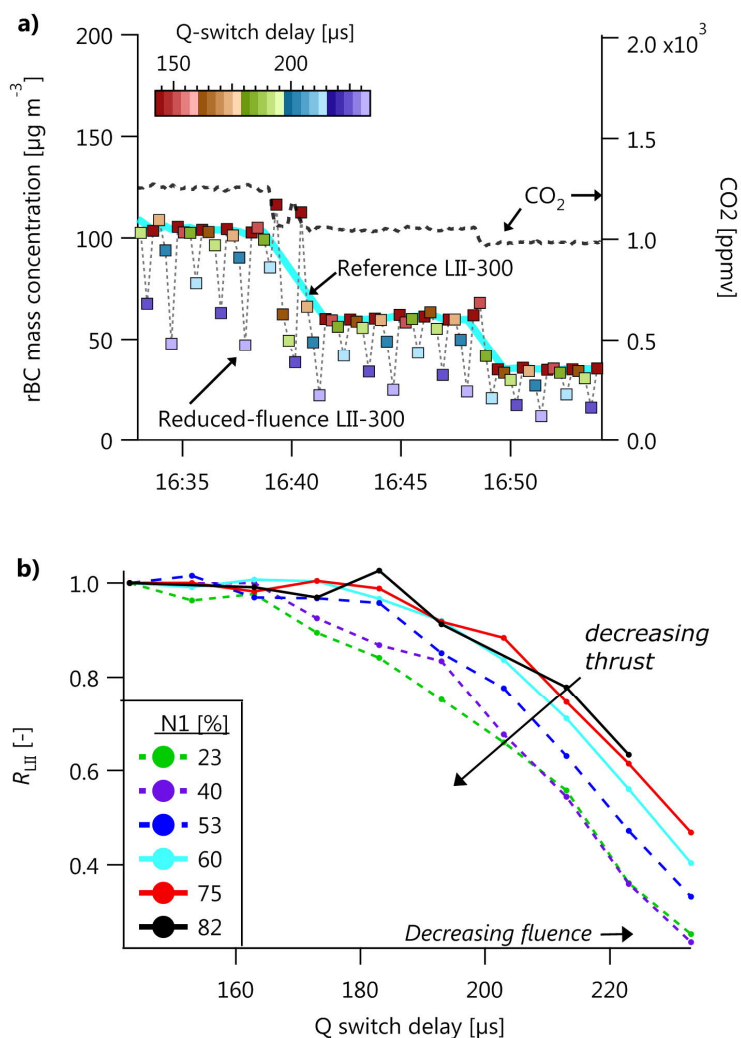 a)
Q-switch delay [µs]
150 200
200
150
100
50
0
rBC mass concentration [µg m⁻³]
2.0 x10³
1.5
1.0
0.5
0.0
CO2 [ppmv]
CO₂
Reference LII-300
Reduced-fluence LII-300
16:35 16:40 16:45 16:50
b)
1.0
0.8
0.6
0.4
R_LII [-]
decreasing
thrust
N1 [%]
23
40
53
60
75
82
Decreasing fluence
160 180 200 220
Q switch delay [µs]